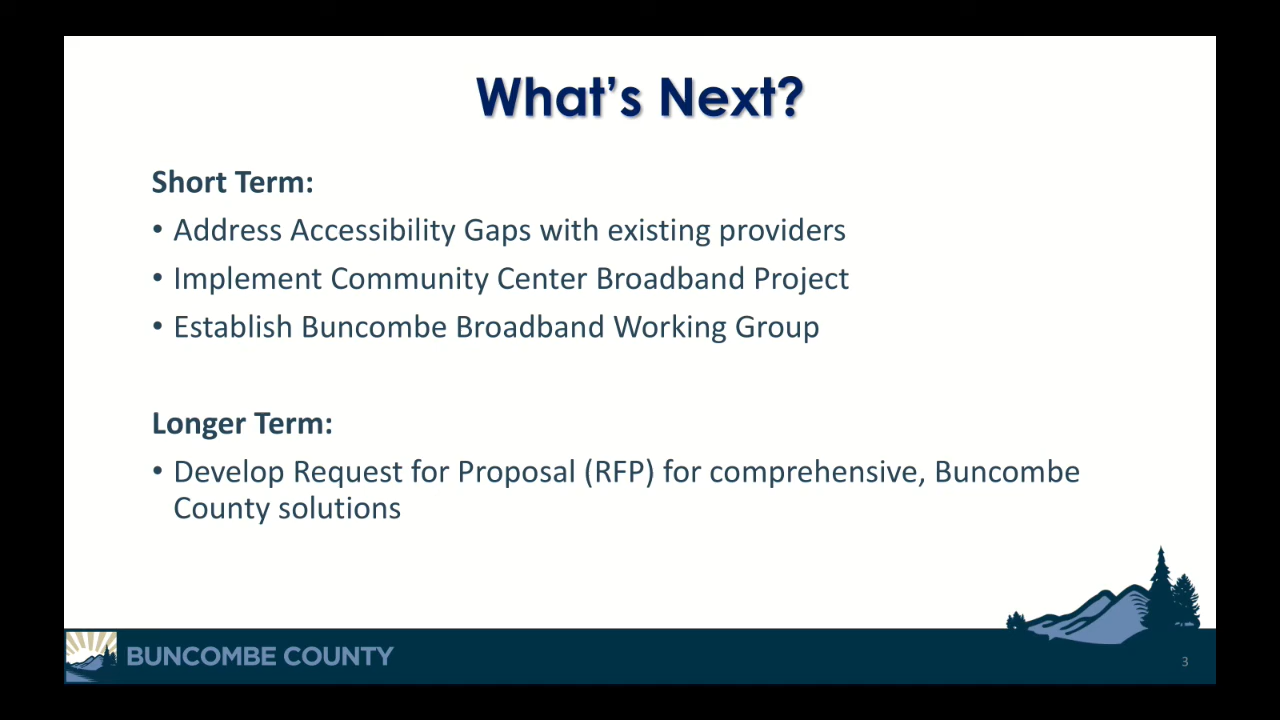 What’s Next?
Short Term:
• Address Accessibility Gaps with existing providers
• Implement Community Center Broadband Project
• Establish Buncombe Broadband Working Group
Longer Term:
• Develop Request for Proposal (RFP) for comprehensive, Buncombe
County solutions
BUNCOMBE COUNTY
3